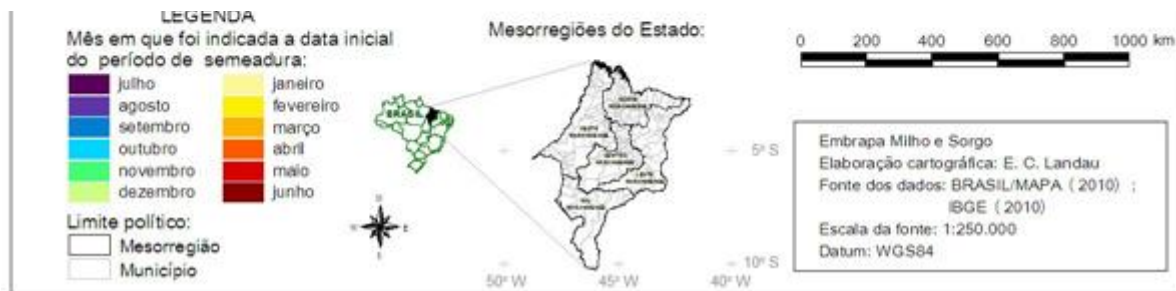 LEGENDA
Mês em que foi indicada a data inicial
do período de semeadura:
julho
agosto
setembro
outubro
novembro
dezembro
janeiro
fevereiro
março
abril
maio
junho
Limite político:
Mesorregião
Município
Mesorregiões do Estado:
BRASIL
5º S
10º S
50º W
45º W
40º W
0 200 400 600 800 1000 km
Embrapa Milho e Sorgo
Elaboração cartográfica: E. C. Landau
Fonte dos dados: BRASIL/MAPA ( 2010) ;
IBGE ( 2010)
Escala da fonte: 1:250.000
Datum: WGS84